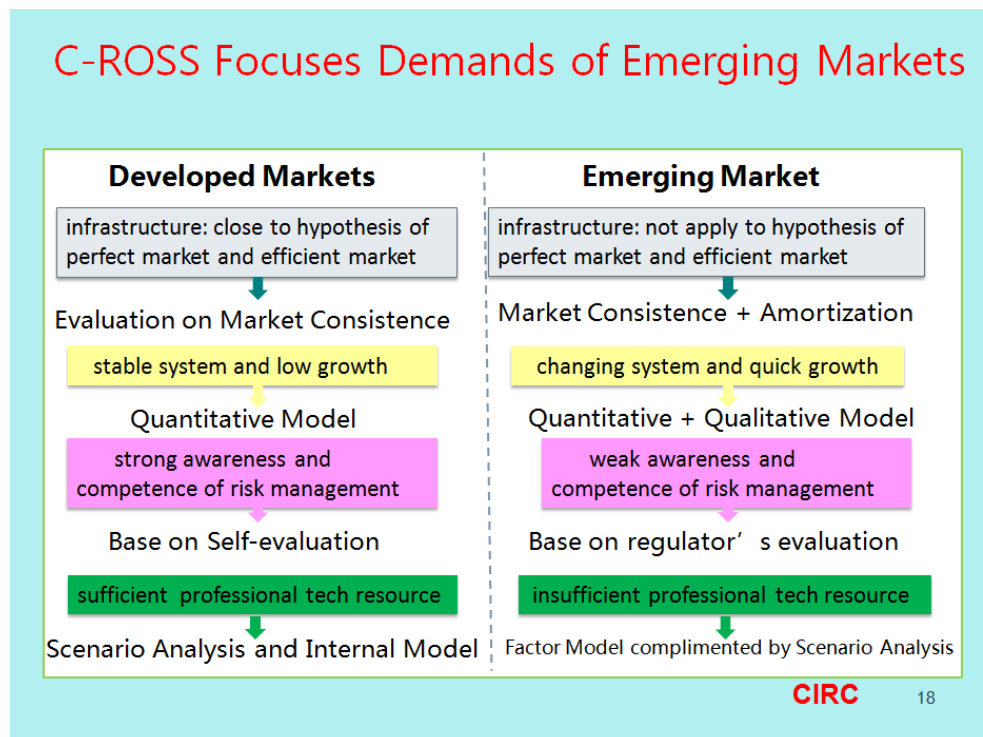 C-ROSS Focuses Demands of Emerging Markets
Developed Markets
infrastructure: close to hypothesis of
perfect market and efficient market
Evaluation on Market Consistence
stable system and low growth
Quantitative Model
strong awareness and
competence of risk management
Base on Self-evaluation
sufficient professional tech resource
Scenario Analysis and Internal Model
Emerging Market
infrastructure: not apply to hypothesis of
perfect market and efficient market
Market Consistence + Amortization
changing system and quick growth
Quantitative + Qualitative Model
weak awareness and
competence of risk management
Base on regulator’s evaluation
insufficient professional tech resource
Factor Model complimented by Scenario Analysis
CIRC
18